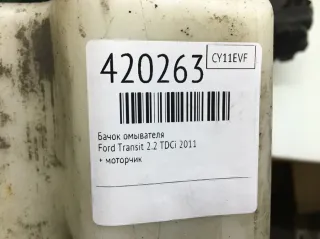 420263
CY11EVF
Бачок омывателя
Ford Transit 2.2 TDCi 2011
+ моторчик